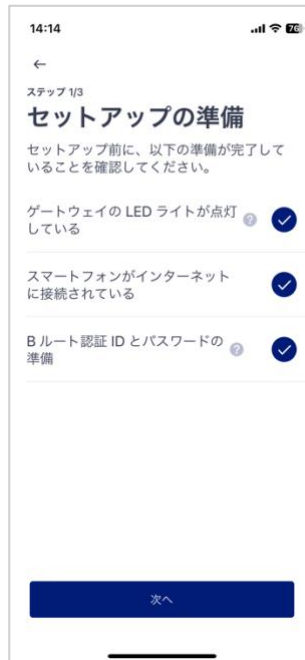 14:14
76
ステップ 1/3
セットアップの準備
セットアップ前に、以下の準備が完了して
いることを確認してください。
ゲートウェイの LED ライトが点灯
している
?
スマートフォンがインターネット
に接続されている
B ルート認証 ID とパスワードの
準備
?
次へ